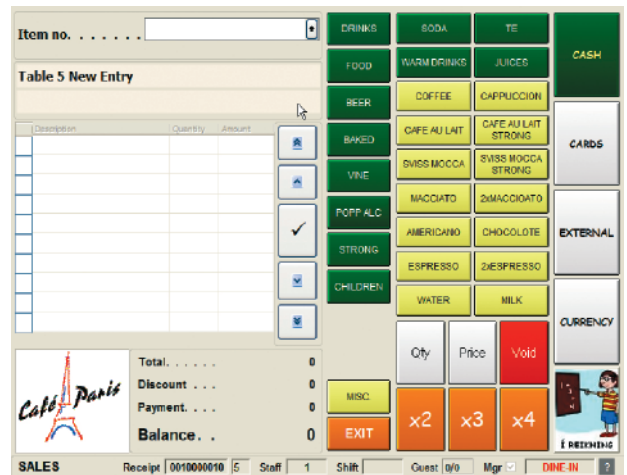 Item no. . . . . . .
Table 5 New Entry
Description Quantity Amount
Total. . . . . . 0
Discount . . . 0
Payment. . . . 0
Balance. . 0
Café Paris
DRINKS
FOOD
BEER
BAKED
VINE
POPP ALC
STRONG
CHILDREN
MISC.
EXIT
SODA TE
WARM DRINKS JUICES
COFFEE CAPPUCCION
CAFE AU LAIT CAFE AU LAIT
STRONG
SVISS MOCCA SVISS MOCCA
STRONG
MACCIATO 2xMACCIOATO
AMERICANO CHOCOLOTE
ESPRESSO 2xESPRESSO
WATER MILK
Qty Price Void
x2 x3 x4
CASH
CARDS
EXTERNAL
CURRENCY
Í REIKNING
SALES Receipt 0010000010 5 Staff 1 Shift Guest 0/0 Mgr DINE-IN ?